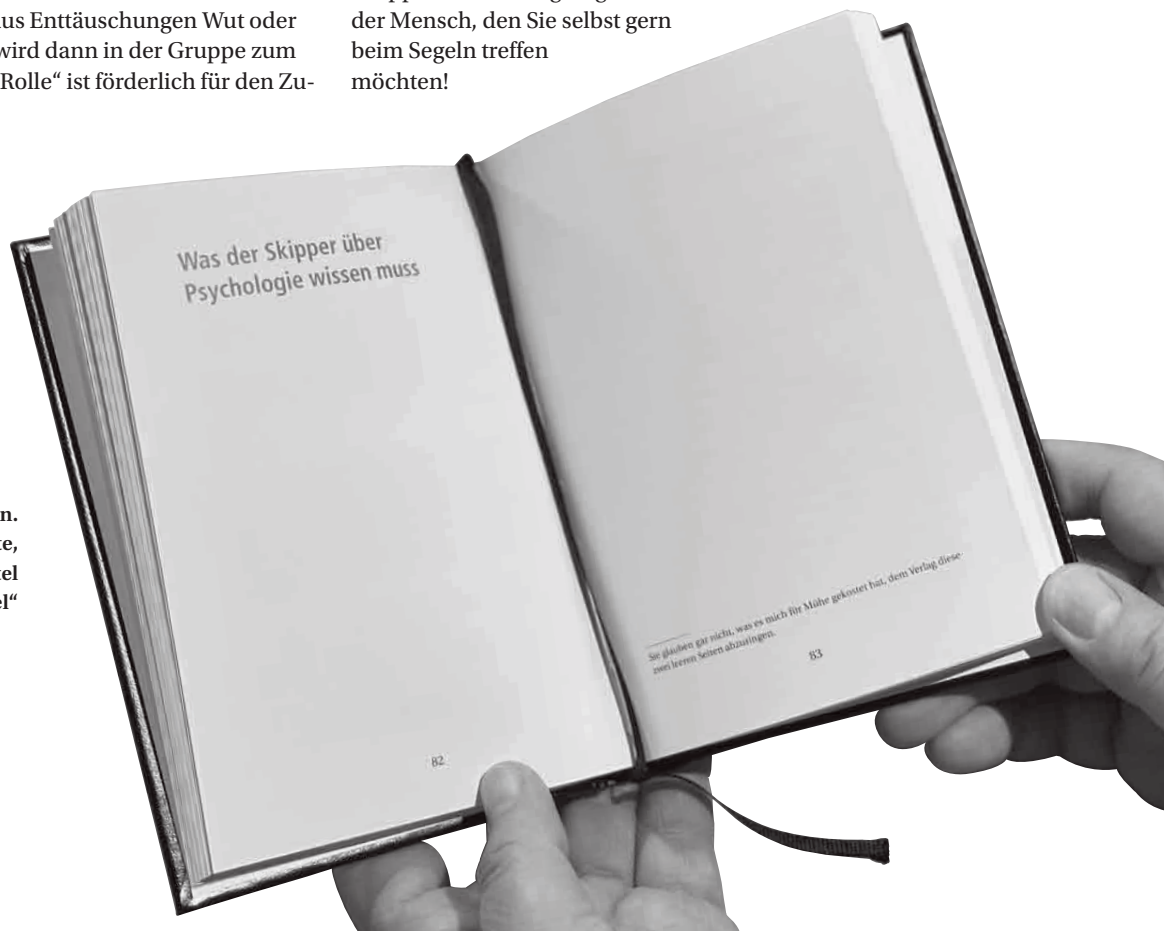 us Enttäuschungen Wut oder
wird dann in der Gruppe zum
Rolle“ ist förderlich für den Zu-
der Mensch, den Sie selbst gern
beim Segeln treffen
möchten!
Was der Skipper über
Psychologie wissen muss
82
Sie glauben gar nicht, was es mich für Mühe gekostet hat, dem Verlag diese
zwei leeren Seiten abzuringen.
83
n.
te,
tel
el“